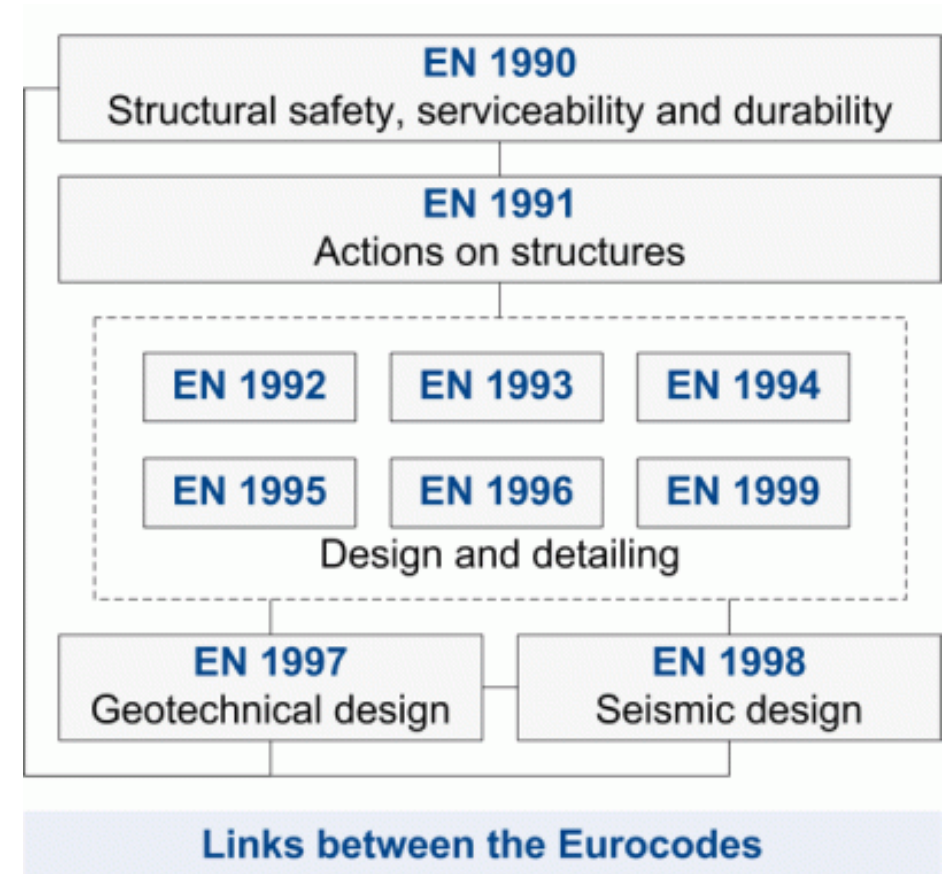 EN 1990
Structural safety, serviceability and durability
EN 1991
Actions on structures
EN 1992
EN 1993
EN 1994
EN 1995
EN 1996
EN 1999
Design and detailing
EN 1997
Geotechnical design
EN 1998
Seismic design
Links between the Eurocodes